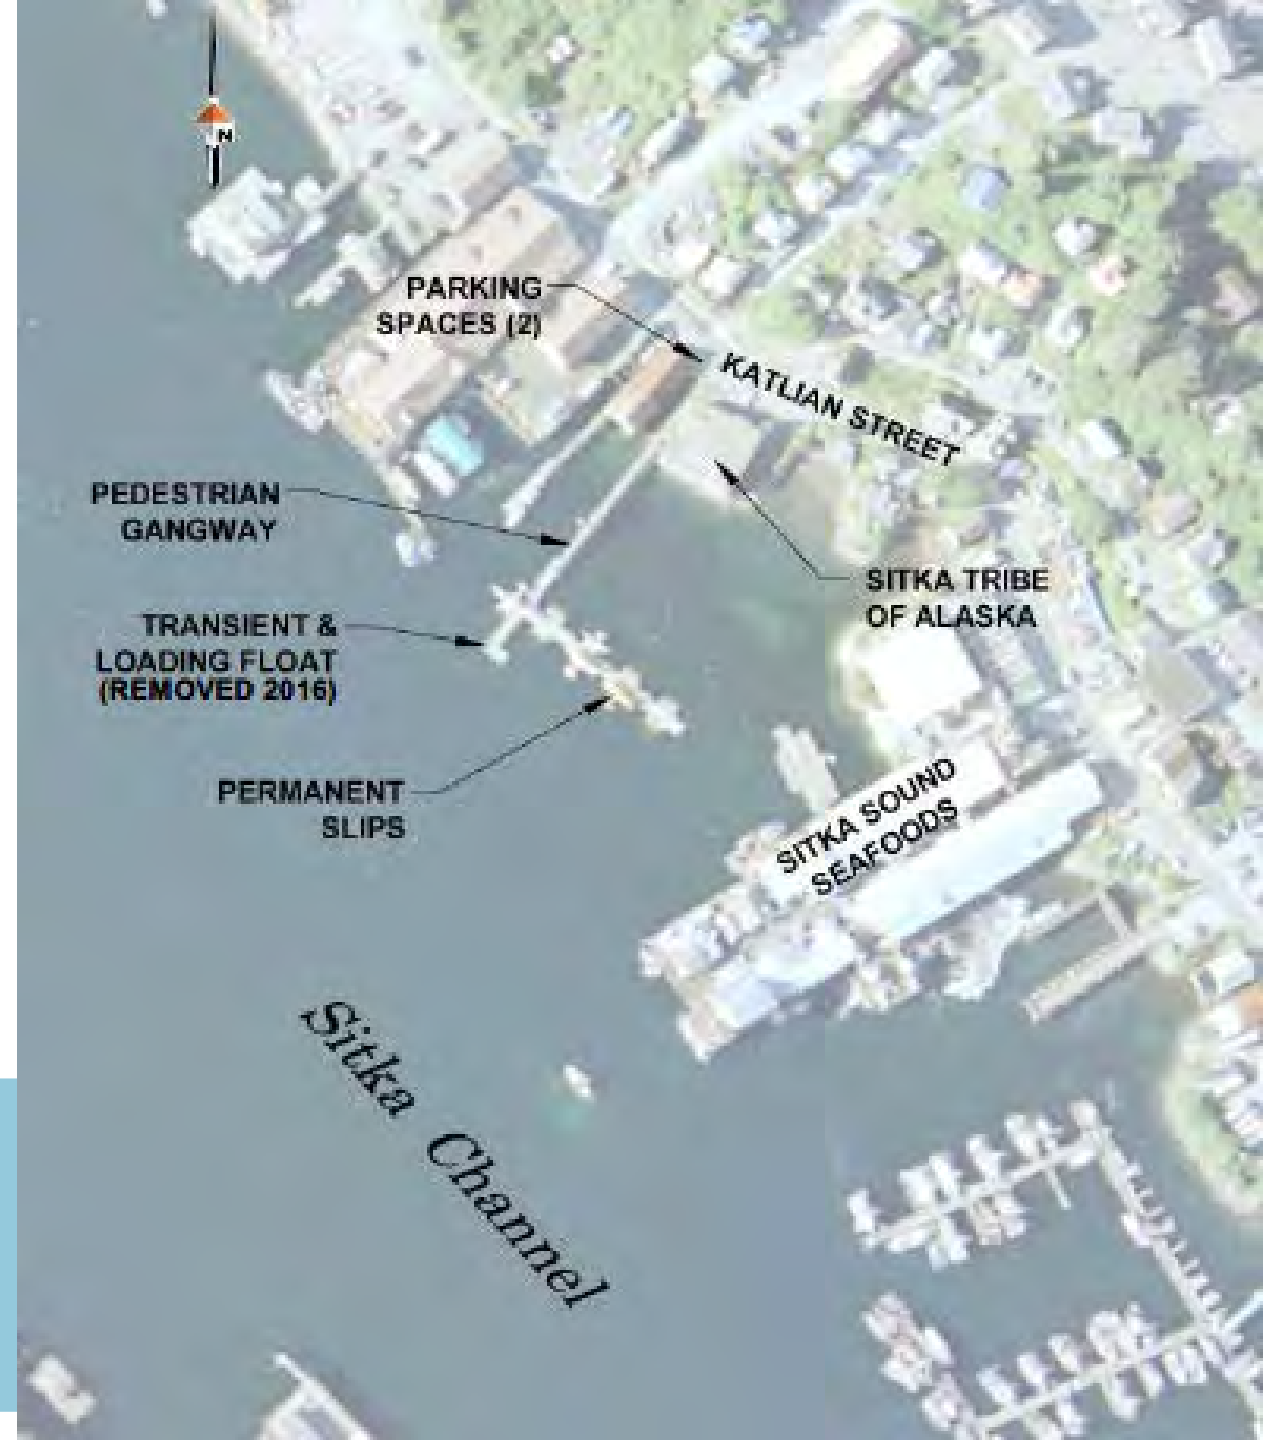 N
PARKING
SPACES (2)
KATLIAN STREET
PEDESTRIAN
GANGWAY
SITKA TRIBE
OF ALASKA
TRANSIENT &
LOADING FLOAT
(REMOVED 2016)
PERMANENT
SLIPS
SITKA SOUND
SEAFOODS
Sitka Channel